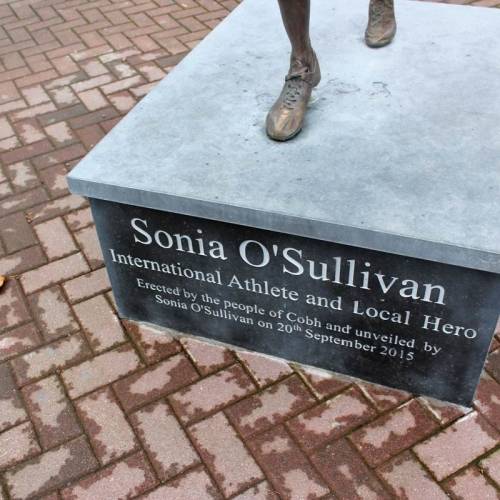 Sonia O'Sullivan
International Athlete and Local Hero
Erected by the people of Cobh and unveiled by
Sonia O'Sullivan on 20th September 2015